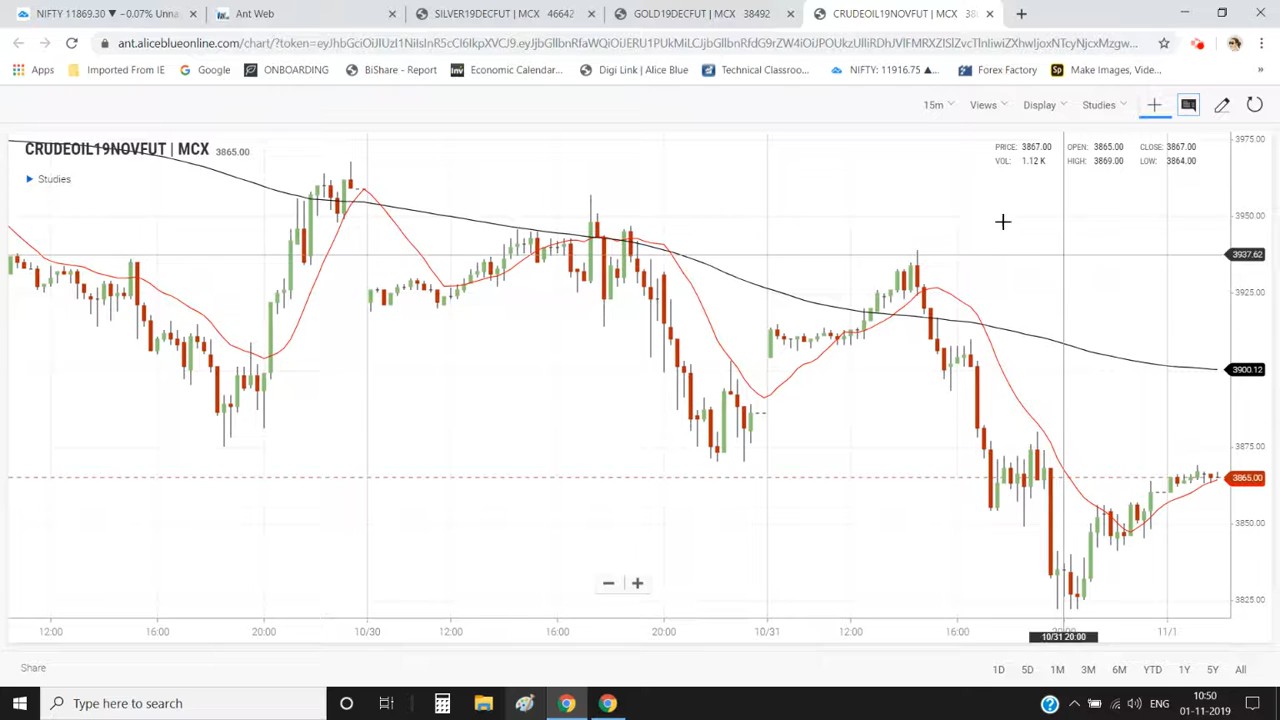 NIFTY 11869.30 ▼ -0.07% Unna
Ant Web
SILVER19DECFUT | MCX 46642
GOLD19DECFUT | MCX 38492
CRUDEOIL19NOVFUT | MCX
Apps
Imported From IE
Google
ONBOARDING
BiShare - Report
Economic Calendar...
Digi Link | Alice Blue
Technical Classroo...
NIFTY: 11916.75 ▲...
Forex Factory
Make Images, Vide...
»
15m
Views
Display
Studies
CRUDEOIL19NOVFUT | MCX 3865.00
Studies
PRICE: 3867.00 OPEN: 3865.00 CLOSE: 3867.00
VOL: 1.12 K HIGH: 3869.00 LOW: 3864.00
3975.00
3950.00
3937.62
3925.00
3900.12
3875.00
3865.00
3850.00
3825.00
12:00
16:00
20:00
10/30
12:00
16:00
20:00
10/31
12:00
16:00
10/31 20:00
11/1
Share
1D
5D
1M
3M
6M
YTD
1Y
5Y
All
Type here to search
ENG
10:50
01-11-2019